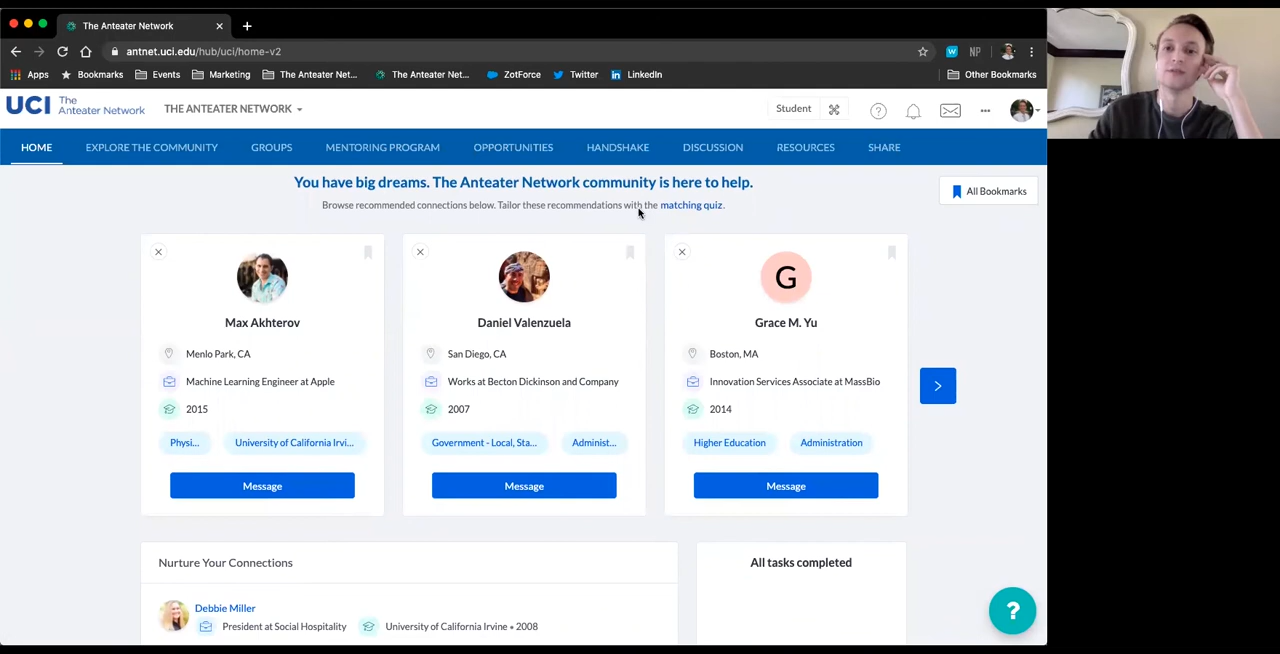 The Anteater Network
antnet.uci.edu/hub/uci/home-v2
W NP
Apps Bookmarks Events Marketing The Anteater Net... The Anteater Net... ZotForce Twitter LinkedIn Other Bookmarks
UCI The Anteater Network THE ANTEATER NETWORK Student
HOME EXPLORE THE COMMUNITY GROUPS MENTORING PROGRAM OPPORTUNITIES HANDSHAKE DISCUSSION RESOURCES SHARE
You have big dreams. The Anteater Network community is here to help.
All Bookmarks
Browse recommended connections below. Tailor these recommendations with the matching quiz.
G
Max Akhterov Daniel Valenzuela Grace M. Yu
Menlo Park, CA San Diego, CA Boston, MA
Machine Learning Engineer at Apple Works at Becton Dickinson and Company Innovation Services Associate at MassBio
2015 2007 2014
Physi... University of California Irvi... Government - Local, Sta... Administ... Higher Education Administration
Message Message Message
Nurture Your Connections All tasks completed
Debbie Miller
President at Social Hospitality University of California Irvine • 2008
?